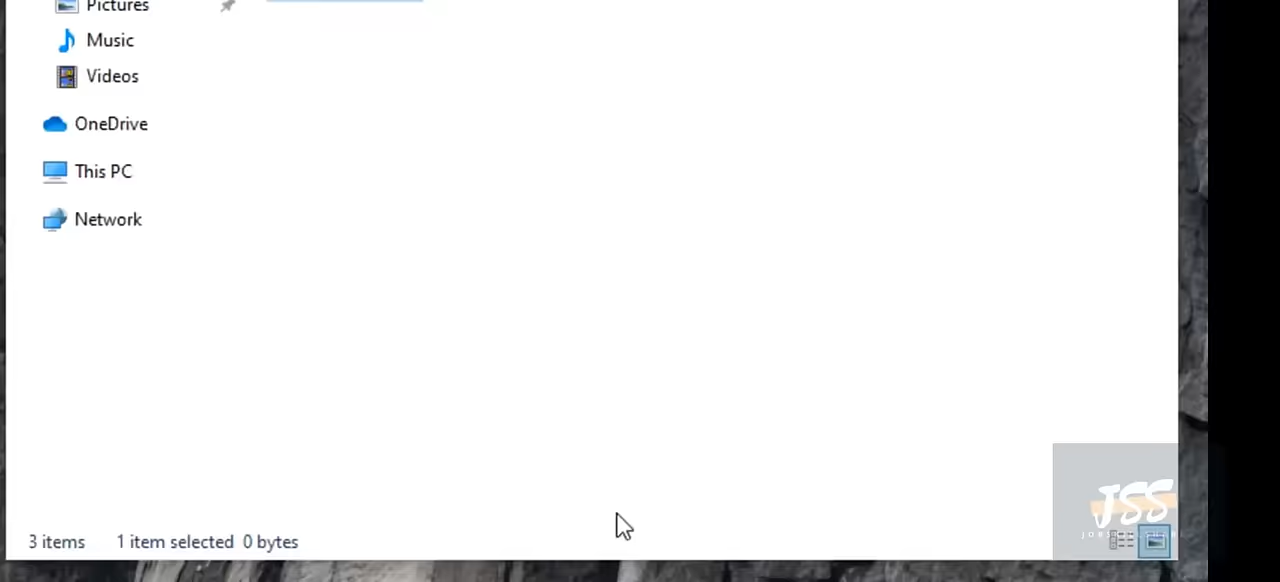 Pictures
Music
Videos
OneDrive
This PC
Network
JSS
3 items 1 item selected 0 bytes